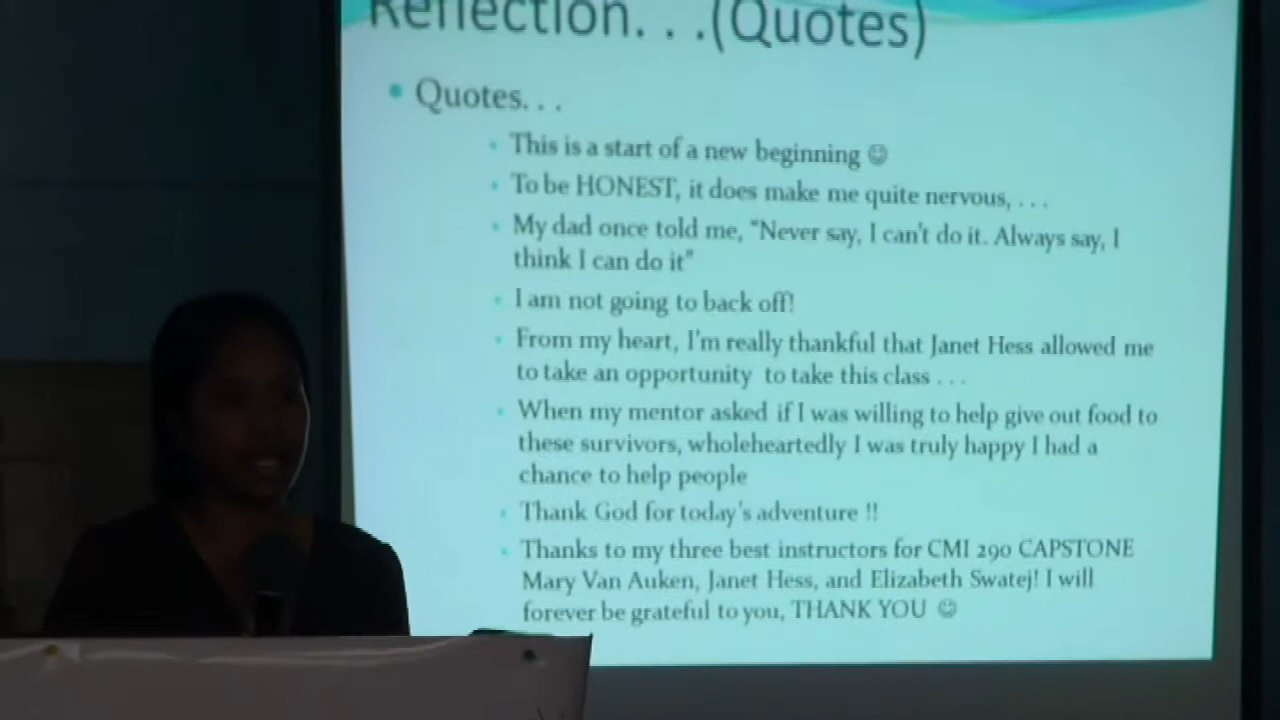 Reflection. . .(Quotes)
• Quotes. . .
• This is a start of a new beginning ☺
• To be HONEST, it does make me quite nervous, . . .
• My dad once told me, "Never say, I can't do it. Always say, I
think I can do it"
• I am not going to back off!
• From my heart, I'm really thankful that Janet Hess allowed me
to take an opportunity to take this class . . .
• When my mentor asked if I was willing to help give out food to
these survivors, wholeheartedly I was truly happy I had a
chance to help people
• Thank God for today's adventure !!
• Thanks to my three best instructors for CMI 290 CAPSTONE
Mary Van Auken, Janet Hess, and Elizabeth Swatej! I will
forever be grateful to you, THANK YOU ☺